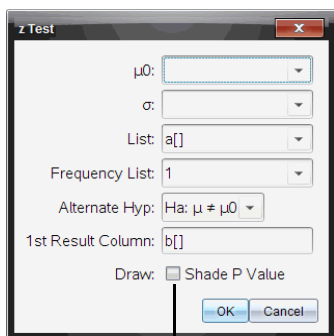 z Test
μ0:
σ:
List: a[]
Frequency List: 1
Alternate Hyp: Ha: μ ≠ μ0
1st Result Column: b[]
Draw: Shade P Value
OK Cancel